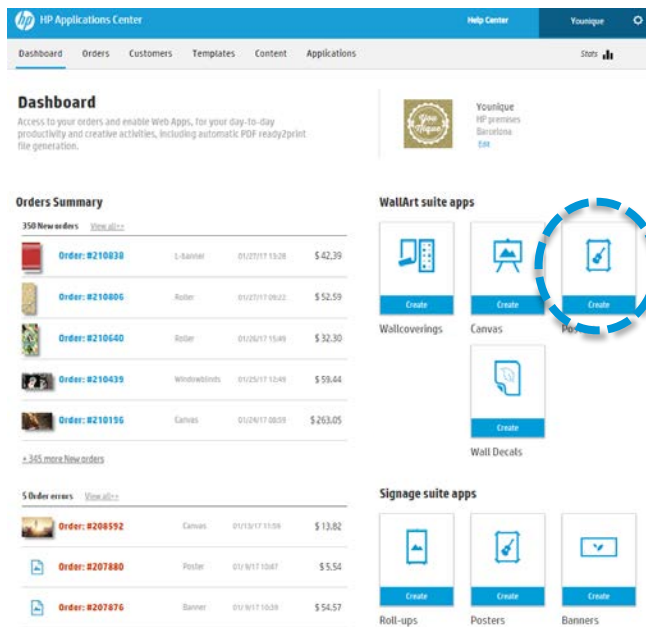 hp HP Applications Center
Help Center
Younique
Dashboard Orders Customers Templates Content Applications
Stats
Dashboard
Access to your orders and enable Web Apps, for your day-to-day
productivity and creative activities, including automatic PDF ready2print
file generation.
You
nique
Younique
HP premises
Barcelona
Edit
Orders Summary
350 New orders View all>>
Order: #210838 L-banner 01/27/17 13:28 $ 42.39
Order: #210806 Roller 01/27/17 09:22 $ 52.59
Order: #210640 Roller 01/26/17 15:49 $ 32.30
Order: #210439 Windowblinds 01/25/17 12:49 $ 59.44
Order: #210196 Canvas 01/24/17 08:59 $ 263.05
+ 345 more New orders
5 Order errors View all>>
Order: #208592 Canvas 01/13/17 11:59 $ 13.82
Order: #207880 Poster 01/9/17 10:47 $ 5.54
Order: #207876 Banner 01/9/17 10:39 $ 54.57
WallArt suite apps
Create Create Create
Wallcoverings Canvas Pos
Create
Wall Decals
Signage suite apps
Create Create Create
Roll-ups Posters Banners